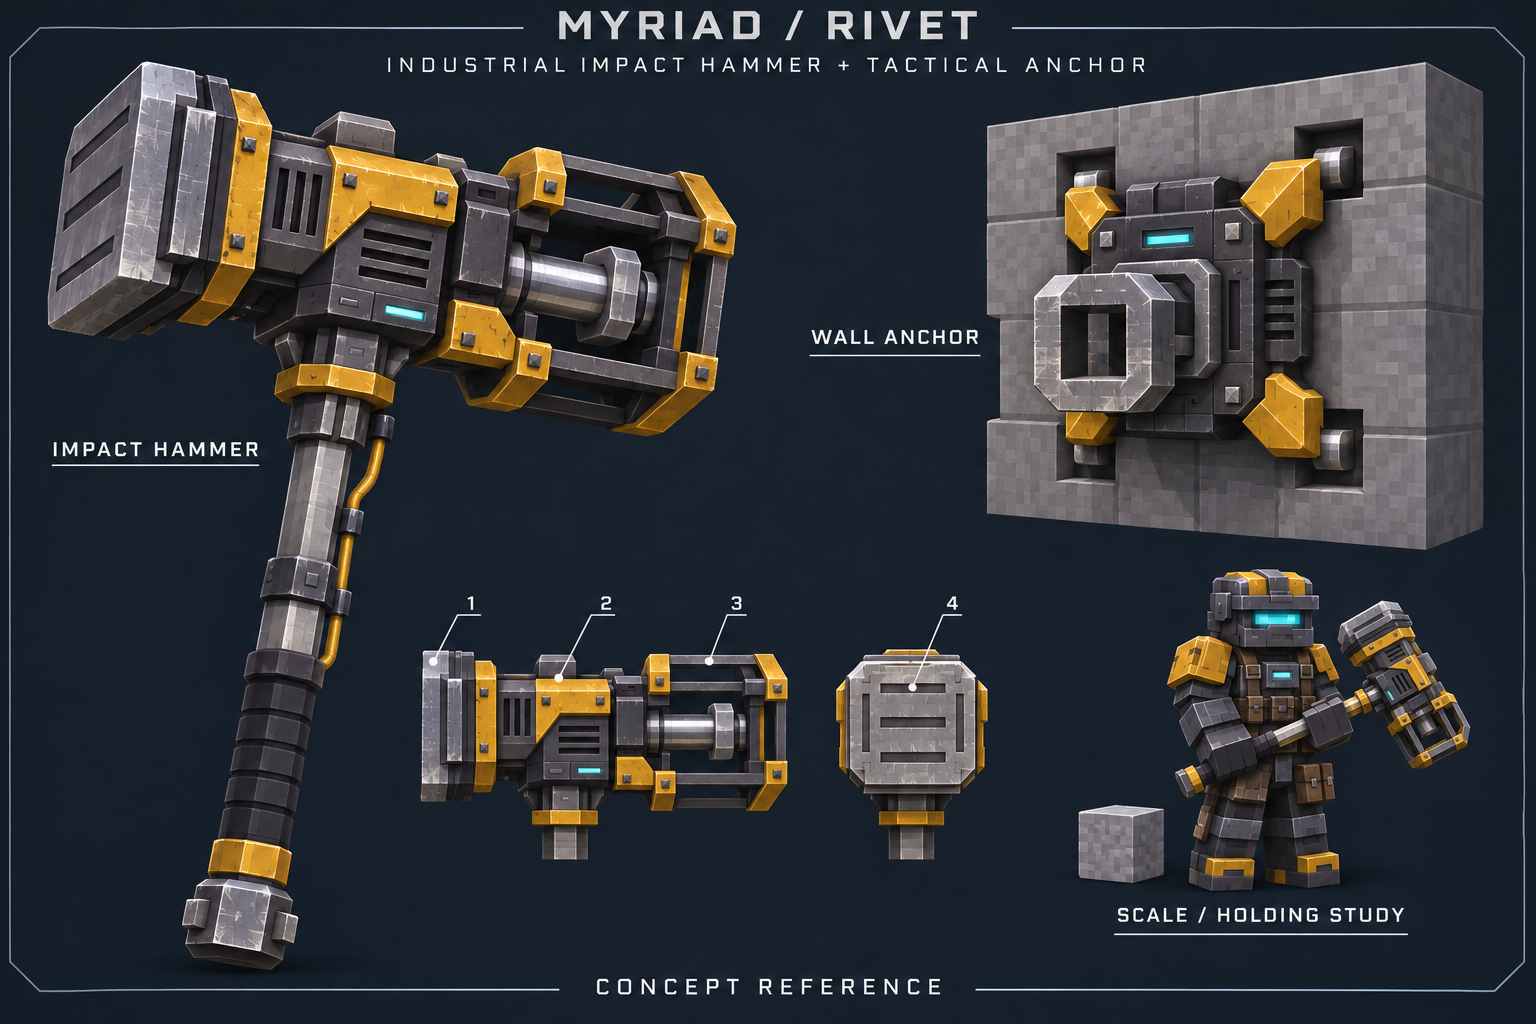 MYRIAD / RIVET
INDUSTRIAL IMPACT HAMMER + TACTICAL ANCHOR
WALL ANCHOR
IMPACT HAMMER
1
2
3
4
SCALE / HOLDING STUDY
CONCEPT REFERENCE